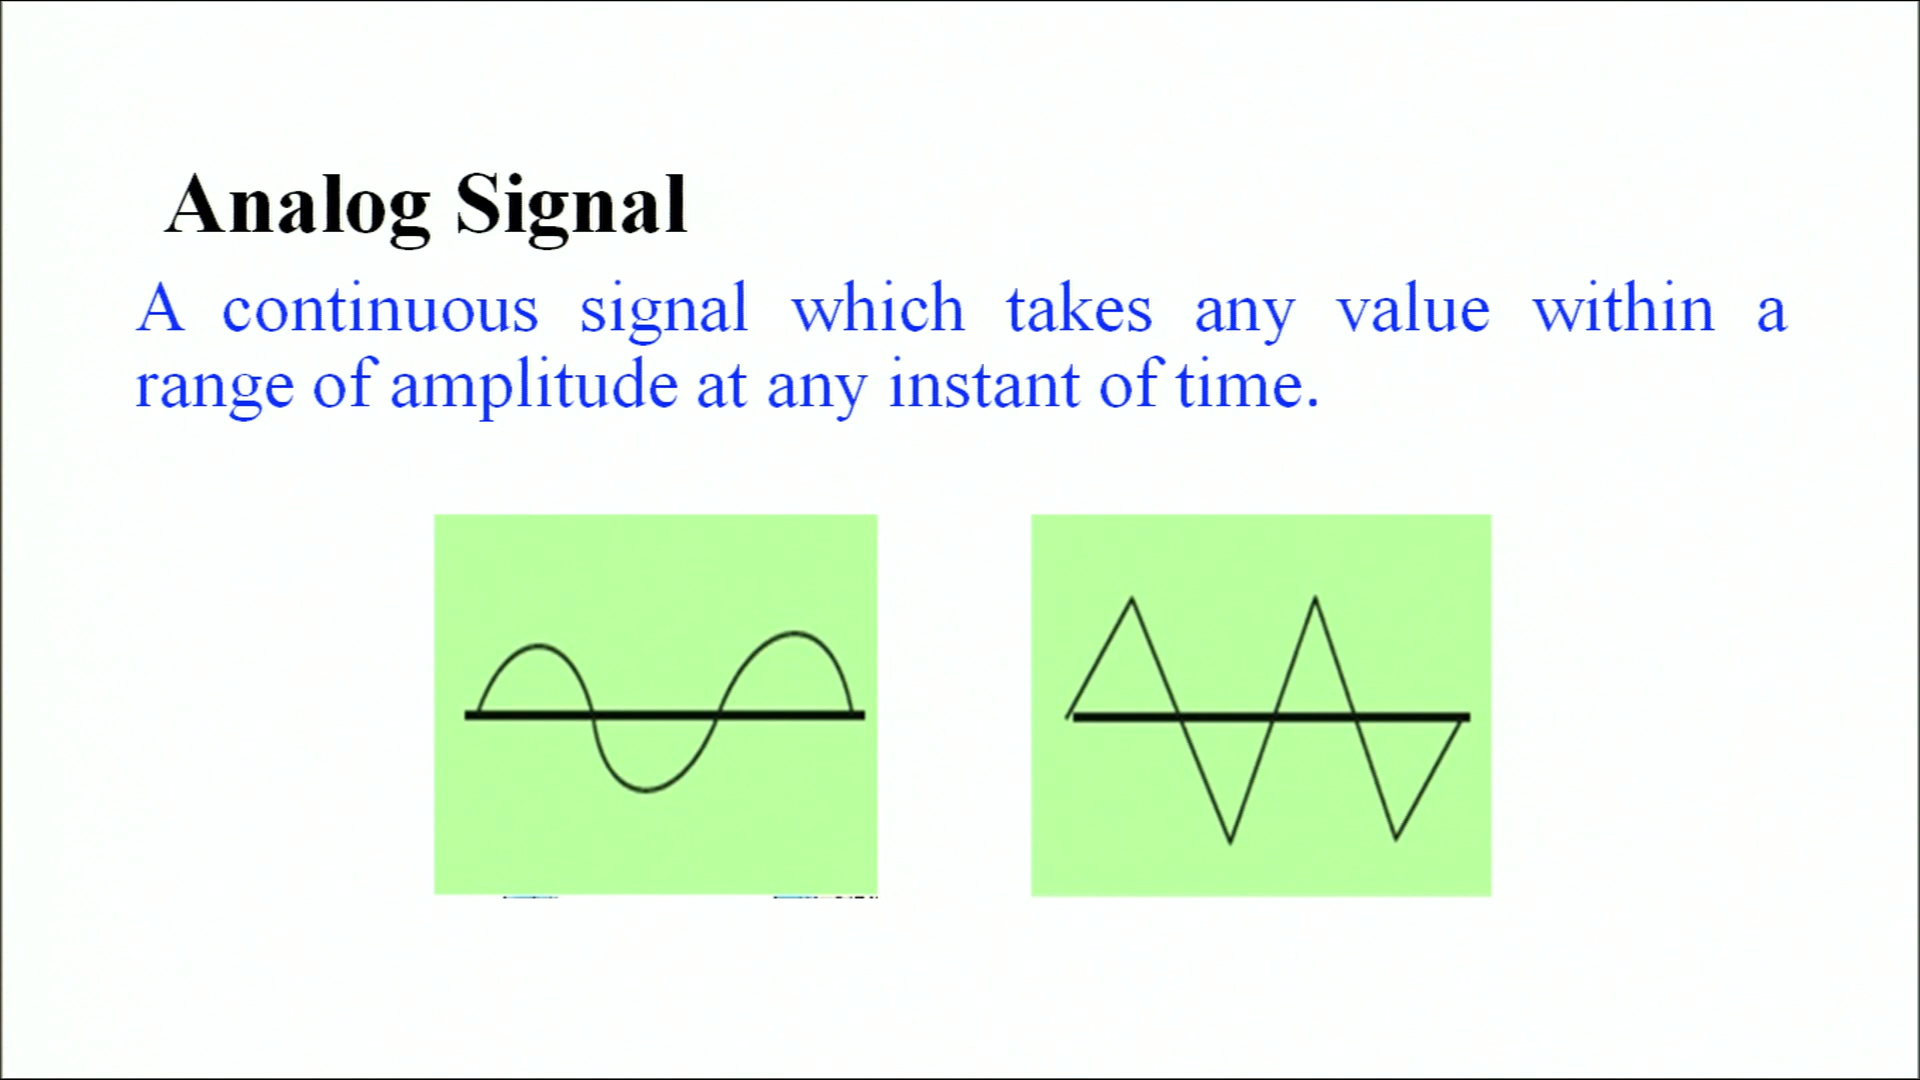 Analog Signal
A continuous signal which takes any value within a
range of amplitude at any instant of time.